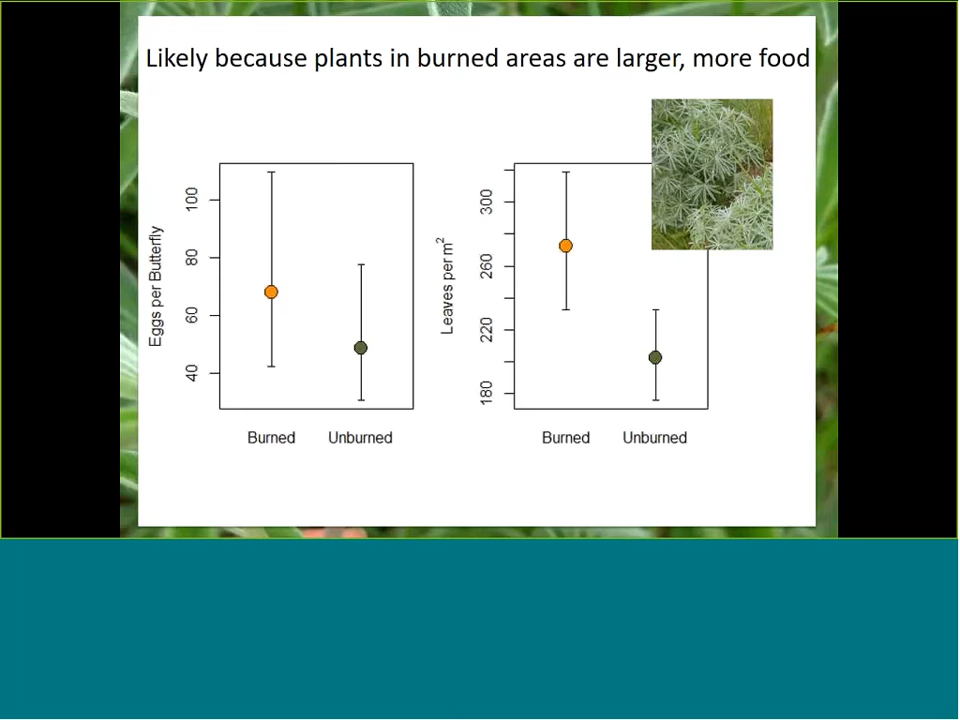 Likely because plants in burned areas are larger, more food
Eggs per Butterfly
100
80
60
40
Burned
Unburned
Leaves per m²
300
260
220
180
Burned
Unburned